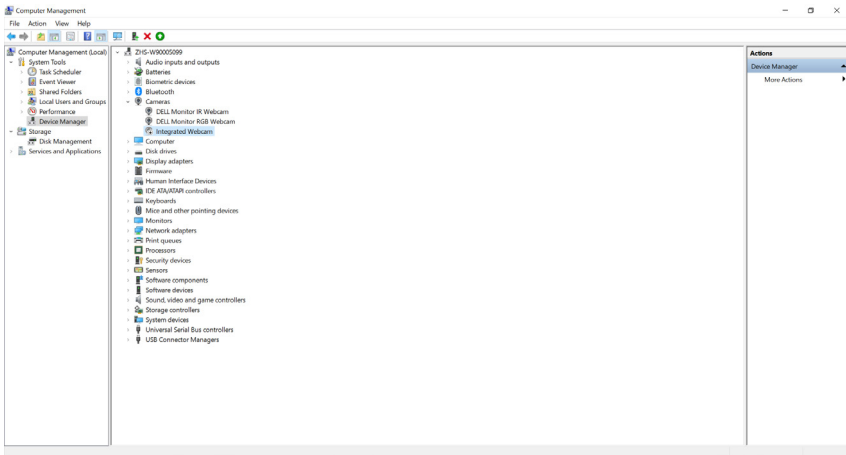 Computer Management
File Action View Help
Computer Management (Local)
System Tools
Task Scheduler
Event Viewer
Shared Folders
Local Users and Groups
Performance
Device Manager
Storage
Disk Management
Services and Applications
ZIHS-W90005099
Audio inputs and outputs
Batteries
Biometric devices
Bluetooth
Cameras
DELL Monitor IR Webcam
DELL Monitor RGB Webcam
Integrated Webcam
Computer
Disk drives
Display adapters
Firmware
Human Interface Devices
IDE ATA/ATAPI controllers
Keyboards
Mice and other pointing devices
Monitors
Network adapters
Print queues
Processors
Security devices
Sensors
Software components
Software devices
Sound, video and game controllers
Storage controllers
System devices
Universal Serial Bus controllers
USB Connector Managers
Actions
Device Manager
More Actions